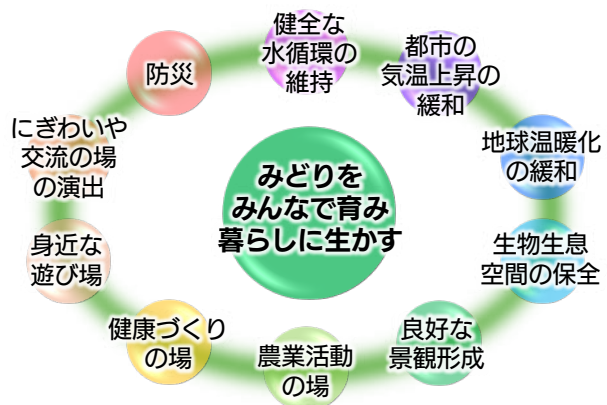 健全な
水循環の
維持
都市の
気温上昇の
緩和
地球温暖化
の緩和
生物生息
空間の保全
良好な
景観形成
農業活動
の場
健康づくり
の場
身近な
遊び場
にぎわいや
交流の場
の演出
防災
みどりを
みんなで育み
暮らしに生かす